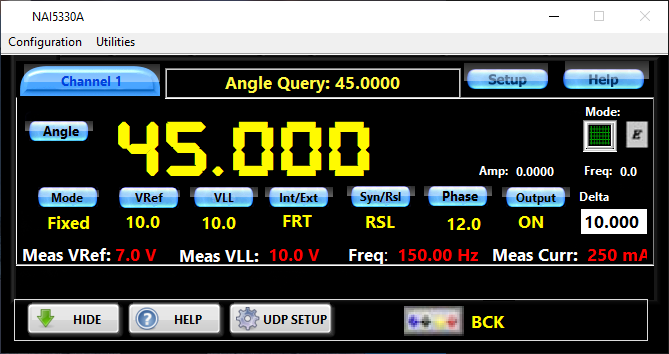 NAI5330A
Configuration Utilities
Channel 1 Angle Query: 45.0000 Setup Help
Mode:
Angle 45.000 E
Amp: 0.0000 Freq: 0.0
Mode VRef VLL Int/Ext Syn/Rsl Phase Output Delta
Fixed 10.0 10.0 FRT RSL 12.0 ON 10.000
Meas VRef: 7.0 V Meas VLL: 10.0 V Freq: 150.00 Hz Meas Curr: 250 mA
HIDE HELP UDP SETUP BCK